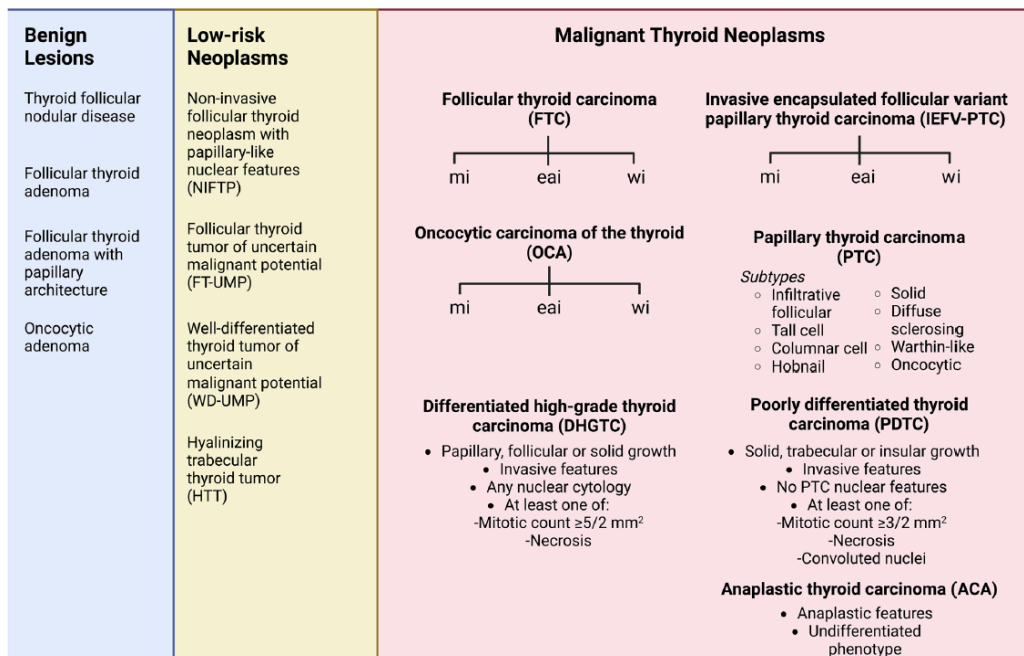 Benign
Lesions
Thyroid follicular
nodular disease
Follicular thyroid
adenoma
Follicular thyroid
adenoma with
papillary
architecture
Oncocytic
adenoma
Low-risk
Neoplasms
Non-invasive
follicular thyroid
neoplasm with
papillary-like
nuclear features
(NIFTP)
Follicular thyroid
tumor of uncertain
malignant potential
(FT-UMP)
Well-differentiated
thyroid tumor of
uncertain
malignant potential
(WD-UMP)
Hyalinizing
trabecular
thyroid tumor
(HTT)
Malignant Thyroid Neoplasms
Follicular thyroid carcinoma
(FTC)
mi eai wi
Invasive encapsulated follicular variant
papillary thyroid carcinoma (IEFV-PTC)
mi eai wi
Oncocytic carcinoma of the thyroid
(OCA)
mi eai wi
Papillary thyroid carcinoma
(PTC)
Subtypes
○ Infiltrative
follicular
○ Tall cell
○ Columnar cell
○ Hobnail
○ Solid
○ Diffuse
sclerosing
○ Warthin-like
○ Oncocytic
Differentiated high-grade thyroid
carcinoma (DHGTC)
• Papillary, follicular or solid growth
• Invasive features
• Any nuclear cytology
• At least one of:
-Mitotic count ≥5/2 mm²
-Necrosis
Poorly differentiated thyroid
carcinoma (PDTC)
• Solid, trabecular or insular growth
• Invasive features
• No PTC nuclear features
• At least one of:
-Mitotic count ≥3/2 mm²
-Necrosis
-Convoluted nuclei
Anaplastic thyroid carcinoma (ACA)
• Anaplastic features
• Undifferentiated
phenotype